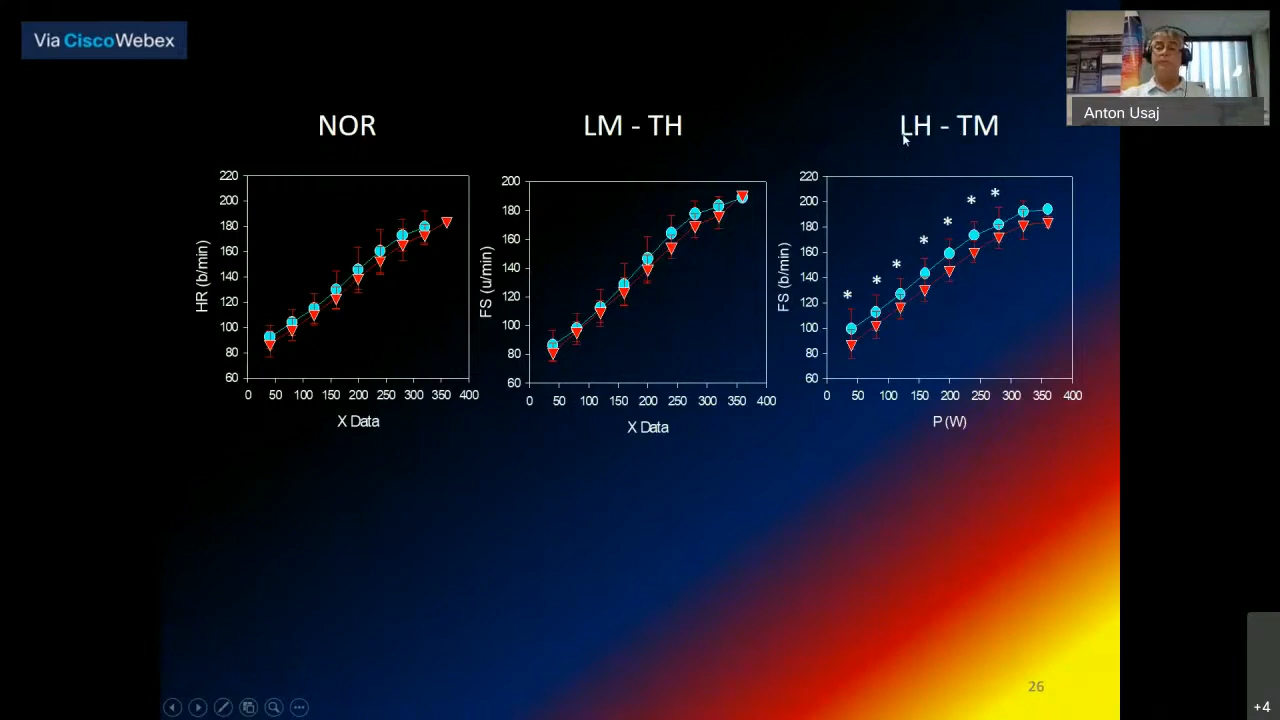 Via Cisco Webex
Anton Usaj
NOR
LM - TH
LH - TM
220
200
180
160
140
120
100
80
60
HR (b/min)
0 50 100 150 200 250 300 350 400
X Data
200
180
160
140
120
100
80
60
FS (u/min)
0 50 100 150 200 250 300 350 400
X Data
220
200
180
160
140
120
100
80
60
FS (b/min)
* * * * * * *
0 50 100 150 200 250 300 350 400
P (W)
26
+4